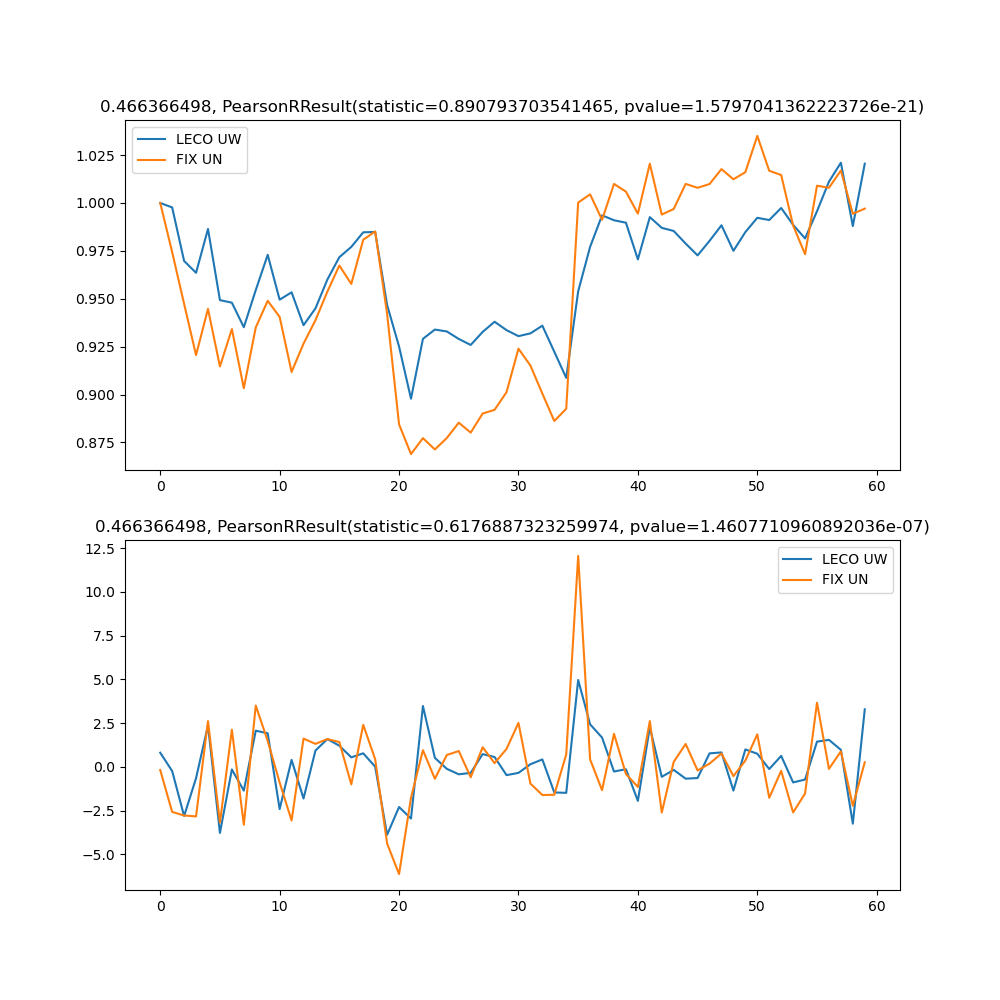 0.466366498, PearsonRResult(statistic=0.890793703541465, pvalue=1.5797041362223726e-21)
LECO UW
FIX UN
1.025
1.000
0.975
0.950
0.925
0.900
0.875
0 10 20 30 40 50 60
0.466366498, PearsonRResult(statistic=0.6176887323259974, pvalue=1.4607710960892036e-07)
LECO UW
FIX UN
12.5
10.0
7.5
5.0
2.5
0.0
−2.5
−5.0
0 10 20 30 40 50 60